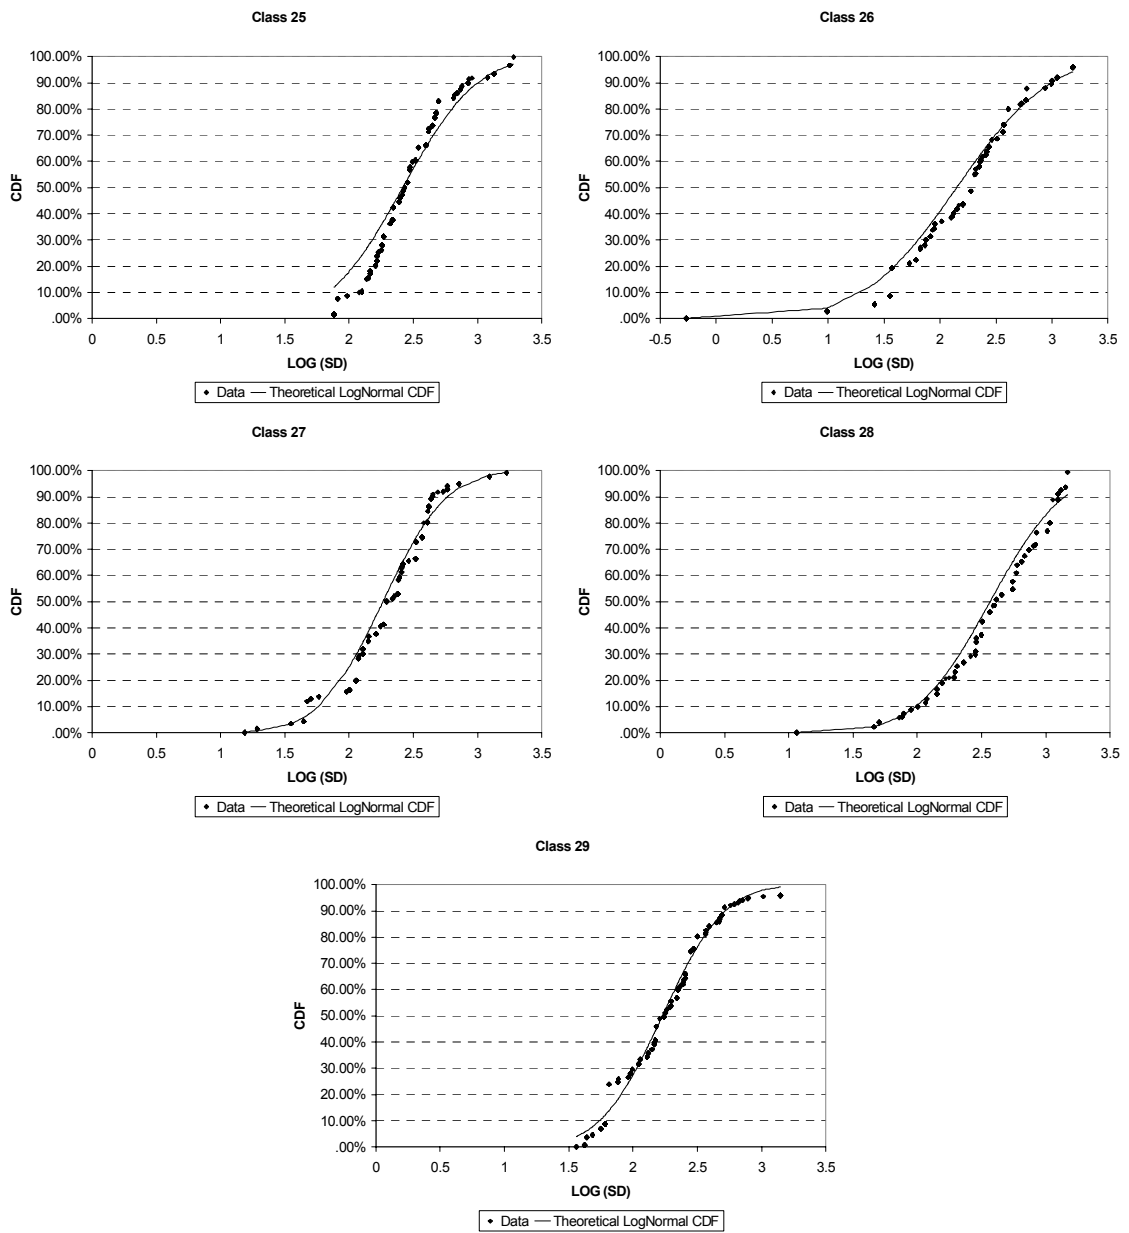 Class 25
100.00%
90.00%
80.00%
70.00%
60.00%
50.00%
40.00%
30.00%
20.00%
10.00%
.00%
CDF
0 0.5 1 1.5 2 2.5 3 3.5
LOG (SD)
Data Theoretical LogNormal CDF
Class 26
100.00%
90.00%
80.00%
70.00%
60.00%
50.00%
40.00%
30.00%
20.00%
10.00%
.00%
CDF
-0.5 0 0.5 1 1.5 2 2.5 3 3.5
LOG (SD)
Data Theoretical LogNormal CDF
Class 27
100.00%
90.00%
80.00%
70.00%
60.00%
50.00%
40.00%
30.00%
20.00%
10.00%
.00%
CDF
0 0.5 1 1.5 2 2.5 3 3.5
LOG (SD)
Data Theoretical LogNormal CDF
Class 28
100.00%
90.00%
80.00%
70.00%
60.00%
50.00%
40.00%
30.00%
20.00%
10.00%
.00%
CDF
0 0.5 1 1.5 2 2.5 3 3.5
LOG (SD)
Data Theoretical LogNormal CDF
Class 29
100.00%
90.00%
80.00%
70.00%
60.00%
50.00%
40.00%
30.00%
20.00%
10.00%
.00%
CDF
0 0.5 1 1.5 2 2.5 3 3.5
LOG (SD)
Data Theoretical LogNormal CDF